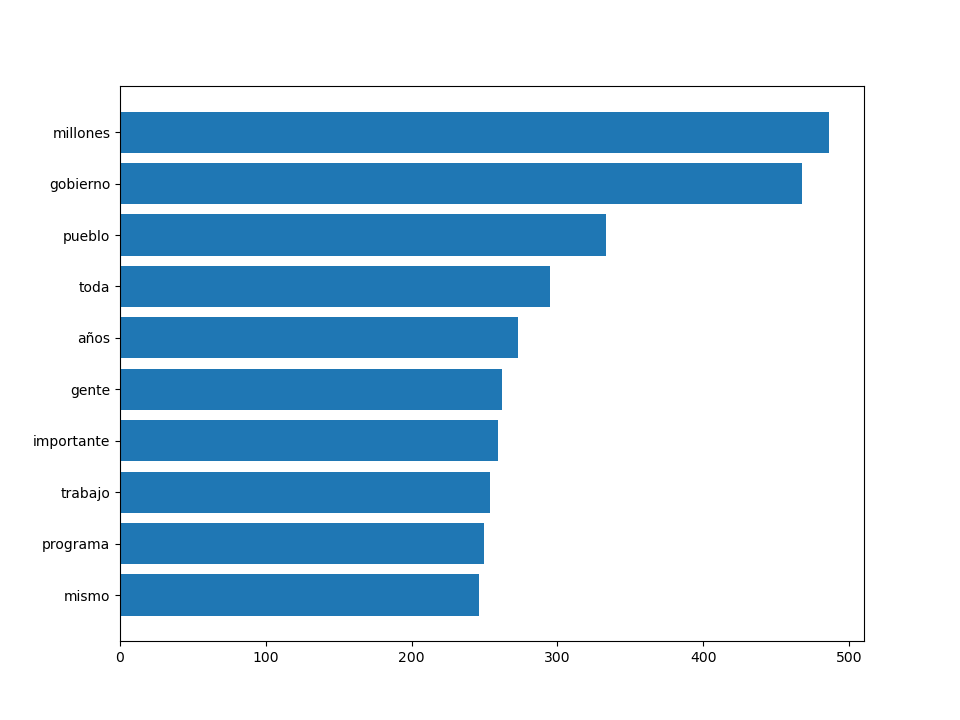 millones
gobierno
pueblo
toda
años
gente
importante
trabajo
programa
mismo
0 100 200 300 400 500